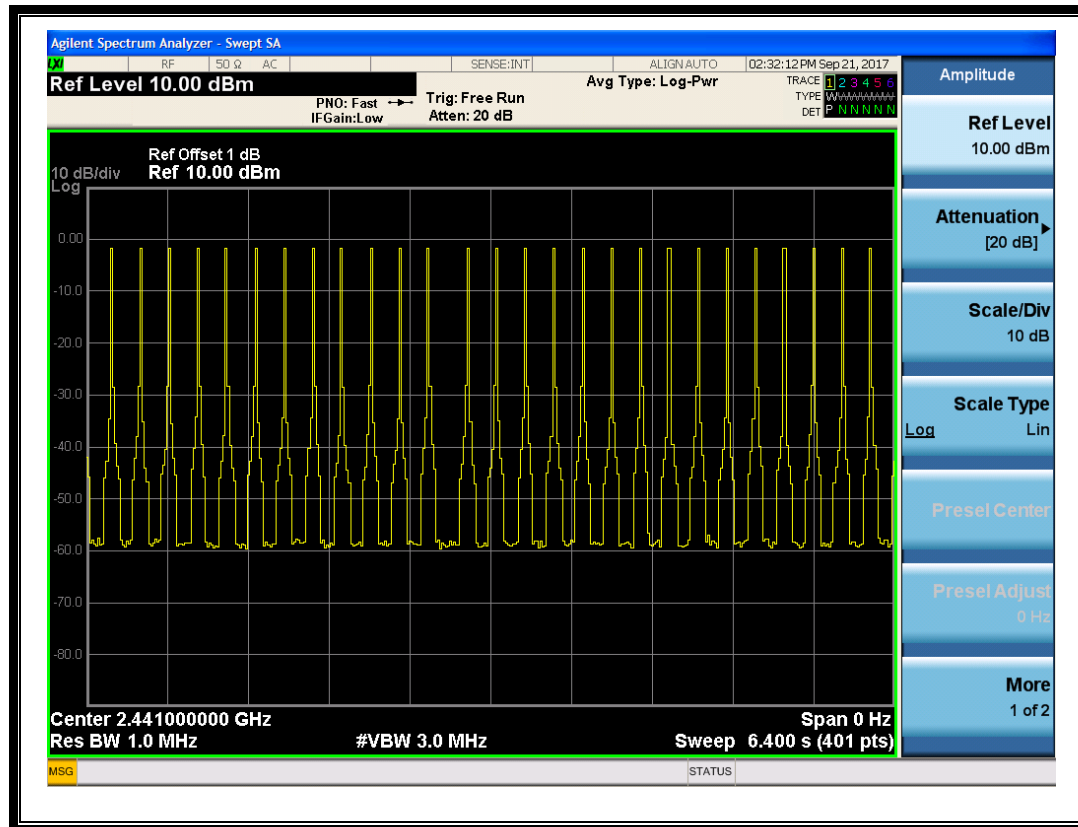 Agilent Spectrum Analyzer - Swept SA
LXI RF 50 Ω AC SENSE:INT ALIGN AUTO 02:32:12 PM Sep 21, 2017
Ref Level 10.00 dBm
PNO: Fast
IFGain:Low
Trig: Free Run
Atten: 20 dB
Avg Type: Log-Pwr
TRACE 1 2 3 4 5 6
TYPE WWWWWW
DET P N N N N N
Ref Offset 1 dB
10 dB/div Ref 10.00 dBm
Log
0.00
-10.0
-20.0
-30.0
-40.0
-50.0
-60.0
-70.0
-80.0
Center 2.441000000 GHz Span 0 Hz
Res BW 1.0 MHz #VBW 3.0 MHz Sweep 6.400 s (401 pts)
MSG STATUS
Amplitude
Ref Level
10.00 dBm
Attenuation
[20 dB]
Scale/Div
10 dB
Scale Type
Log Lin
Presel Center
Presel Adjust
0 Hz
More
1 of 2